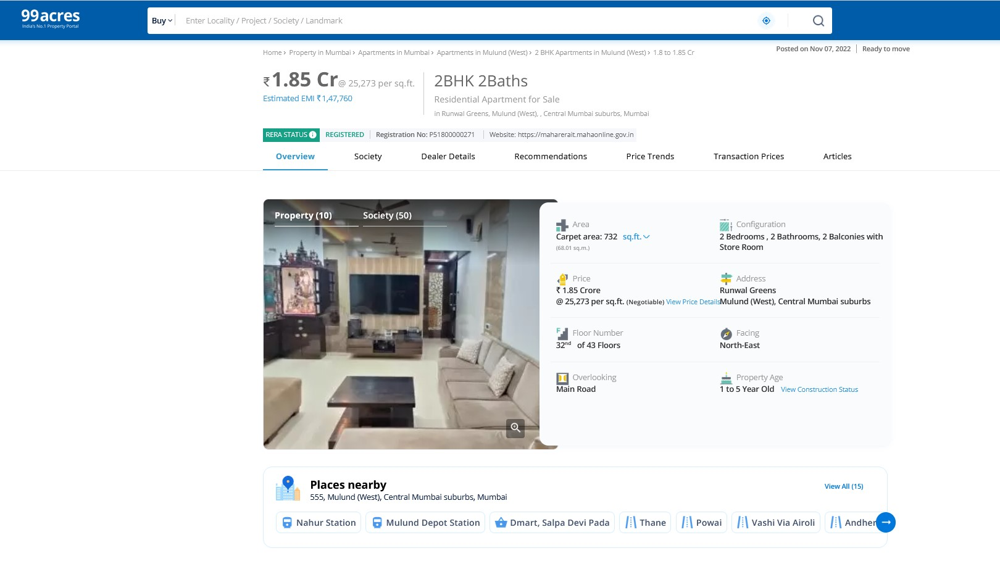 99acres
India's No.1 Property Portal
Buy
Enter Locality / Project / Society / Landmark
Home > Property in Mumbai > Apartments in Mumbai > Apartments in Mulund (West) > 2 BHK Apartments in Mulund (West) > 1.8 to 1.85 Cr
Posted on Nov 07, 2022 | Ready to move
₹ 1.85 Cr @ 25,273 per sq.ft.
Estimated EMI ₹ 1,47,760
2BHK 2Baths
Residential Apartment for Sale
in Runwal Greens, Mulund (West), , Central Mumbai suburbs, Mumbai
RERA STATUS REGISTERED Registration No: P51800000271 Website: https://maharerait.mahaonline.gov.in
Overview Society Dealer Details Recommendations Price Trends Transaction Prices Articles
Property (10) Society (50)
Area
Carpet area: 732 sq.ft.
(68.01 sq.m.)
Configuration
2 Bedrooms , 2 Bathrooms, 2 Balconies with
Store Room
Price
₹ 1.85 Crore
@ 25,273 per sq.ft. (Negotiable) View Price Details
Address
Runwal Greens
Mulund (West), Central Mumbai suburbs
Floor Number
32nd of 43 Floors
Facing
North-East
Overlooking
Main Road
Property Age
1 to 5 Year Old View Construction Status
Places nearby
555, Mulund (West), Central Mumbai suburbs, Mumbai
View All (15)
Nahur Station Mulund Depot Station Dmart, Salpa Devi Pada Thane Powai Vashi Via Airoli Andher